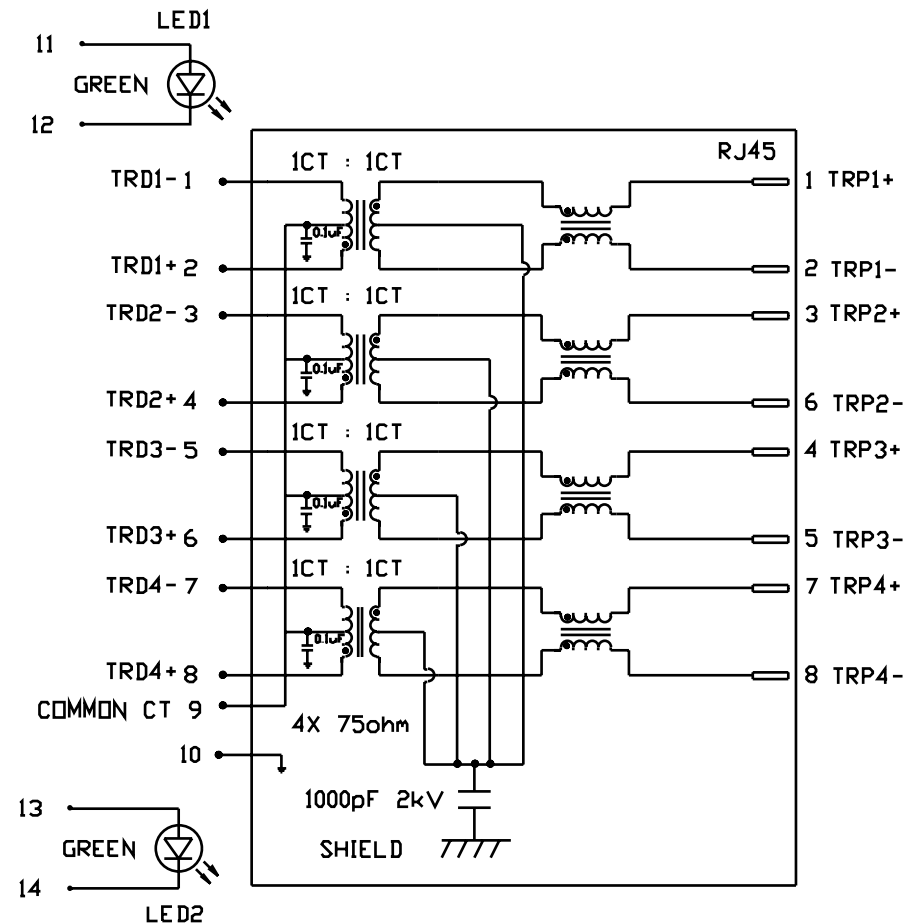 LED1
11
GREEN
12
RJ45
1CT : 1CT
TRD1- 1
1 TRP1+
0.1uF
TRD1+ 2
2 TRP1-
1CT : 1CT
TRD2- 3
3 TRP2+
0.1uF
TRD2+ 4
6 TRP2-
1CT : 1CT
TRD3- 5
4 TRP3+
0.1uF
TRD3+ 6
5 TRP3-
1CT : 1CT
TRD4- 7
7 TRP4+
0.1uF
TRD4+ 8
8 TRP4-
COMMON CT 9
4X 75ohm
10
1000pF 2kV
13
SHIELD
GREEN
14
LED2